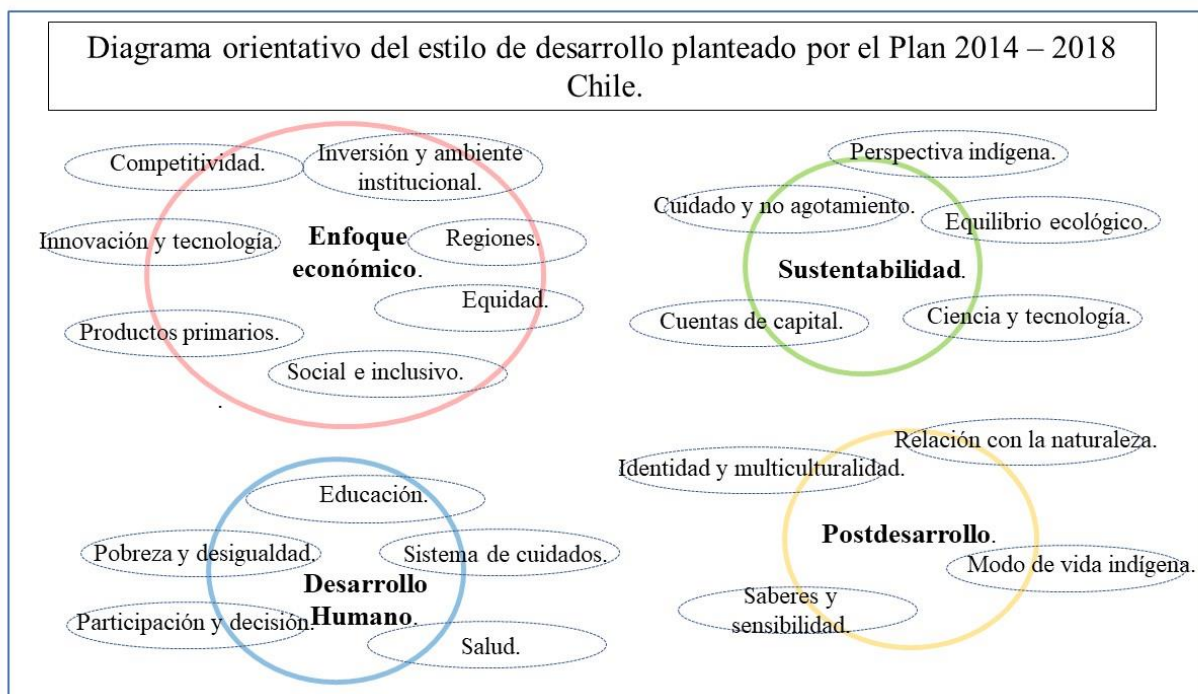 Diagrama orientativo del estilo de desarrollo planteado por el Plan 2014 – 2018
Chile.
Competitividad.
Inversión y ambiente
institucional.
Innovación y tecnología.
Enfoque
económico.
Regiones.
Equidad.
Productos primarios.
Social e inclusivo.
.
Perspectiva indígena.
Cuidado y no agotamiento.
Equilibrio ecológico.
Sustentabilidad.
Cuentas de capital.
Ciencia y tecnología.
Educación.
Pobreza y desigualdad.
Sistema de cuidados.
Desarrollo
Humano.
Participación y decisión.
Salud.
Relación con la naturaleza.
Identidad y multiculturalidad.
Postdesarrollo.
Modo de vida indígena.
Saberes y
sensibilidad.